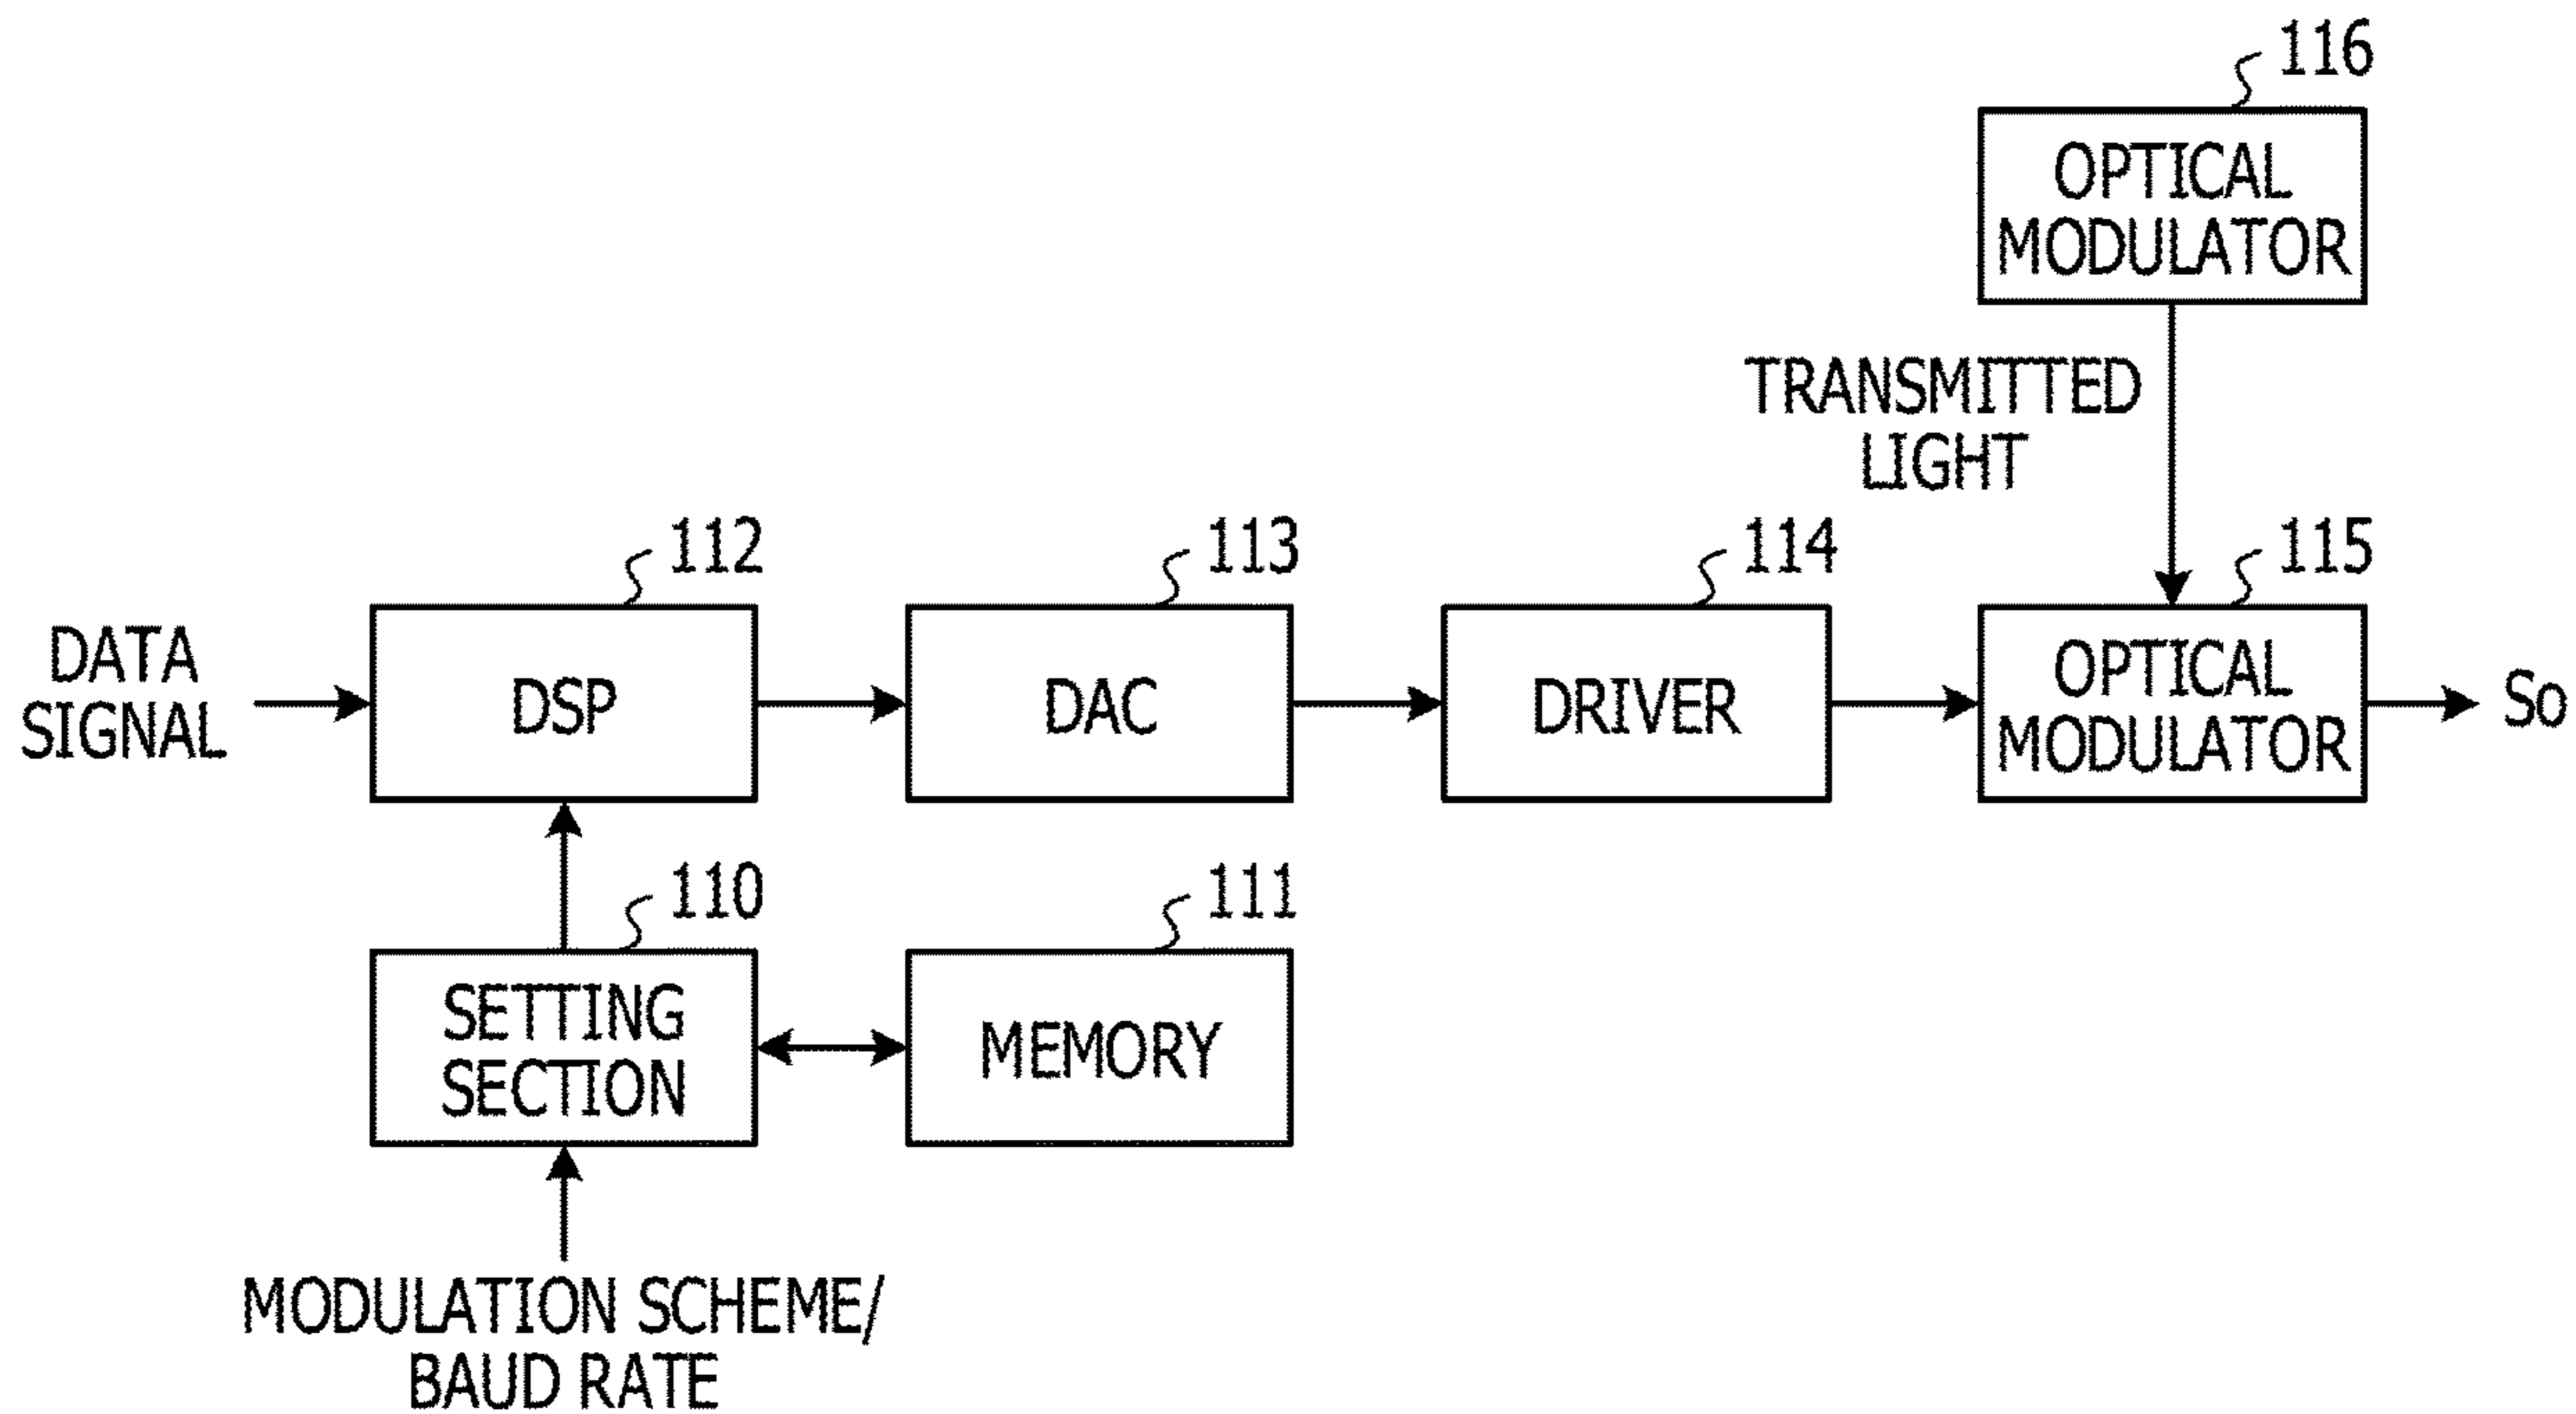 116
OPTICAL
MODULATOR
TRANSMITTED
LIGHT
112
113
114
115
DATA
SIGNAL
DSP
DAC
DRIVER
OPTICAL
MODULATOR
So
110
111
SETTING
SECTION
MEMORY
MODULATION SCHEME/
BAUD RATE